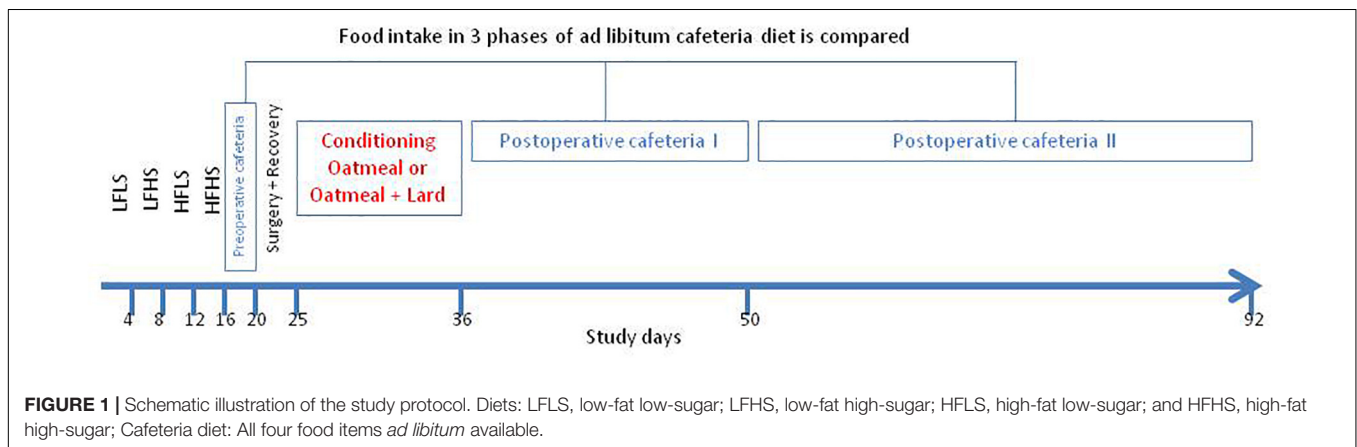 Food intake in 3 phases of ad libitum cafeteria diet is compared
LFLS
LFHS
HFLS
HFHS
Preoperative cafeteria
Surgery + Recovery
Conditioning
Oatmeal or
Oatmeal + Lard
Postoperative cafeteria I
Postoperative cafeteria II
4 8 12 16 20 25 36 50 92
Study days
FIGURE 1 | Schematic illustration of the study protocol. Diets: LFLS, low-fat low-sugar; LFHS, low-fat high-sugar; HFLS, high-fat low-sugar; and HFHS, high-fat
high-sugar; Cafeteria diet: All four food items ad libitum available.